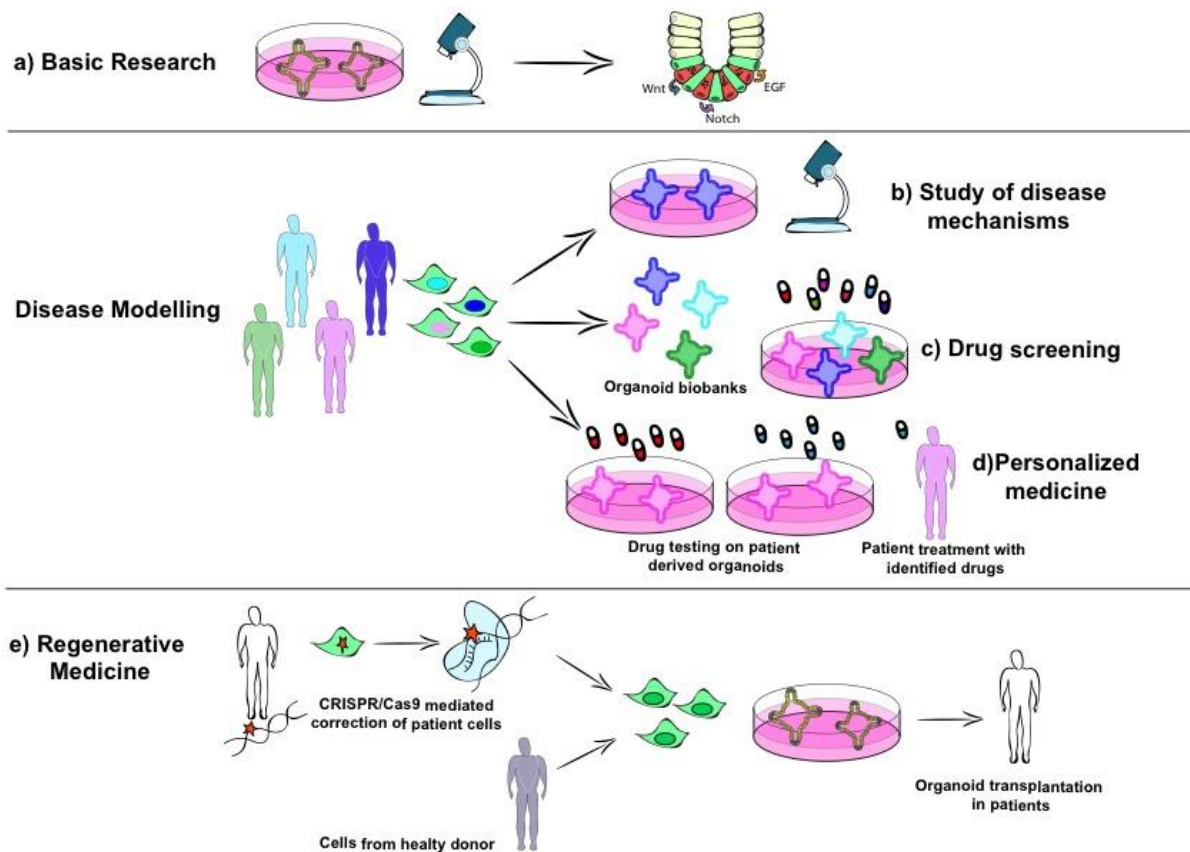 a) Basic Research
Wnt
EGF
Notch
b) Study of disease
mechanisms
Disease Modelling
Organoid biobanks
c) Drug screening
d)Personalized
medicine
Drug testing on patient
derived organoids
Patient treatment with
identified drugs
e) Regenerative
Medicine
CRISPR/Cas9 mediated
correction of patient cells
Cells from healty donor
Organoid transplantation
in patients